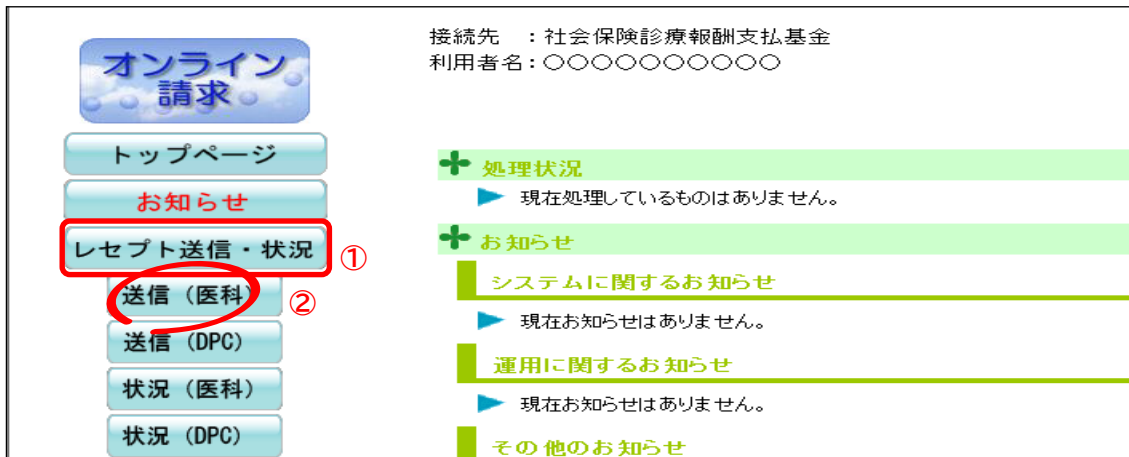 オンライン
請求
トップページ
お知らせ
レセプト送信・状況
①
送信（医科）
②
送信（DPC）
状況（医科）
状況（DPC）
接続先　：社会保険診療報酬支払基金
利用者名：○○○○○○○○○○
処理状況
現在処理しているものはありません。
お知らせ
システムに関するお知らせ
現在お知らせはありません。
運用に関するお知らせ
現在お知らせはありません。
その他のお知らせ